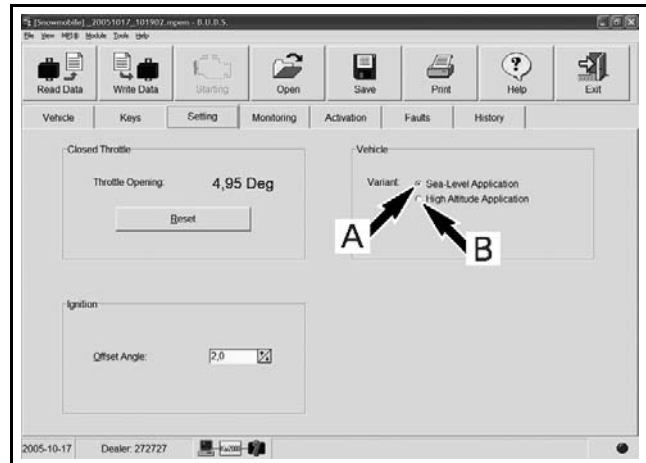 [Snowmobile] _20051017_101902.mpem - B.U.D.S.
File View MPEM Module Tools Help
Read Data Write Data Starting Open Save Print Help Exit
Vehicle Keys Setting Monitoring Activation Faults History
Closed Throttle Vehicle
Throttle Opening: 4,95 Deg Variant: Sea-Level Application
High Altitude Application
Reset
A
B
Ignition
Offset Angle: 2,0
2005-10-17 Dealer: 272727 Kw2000